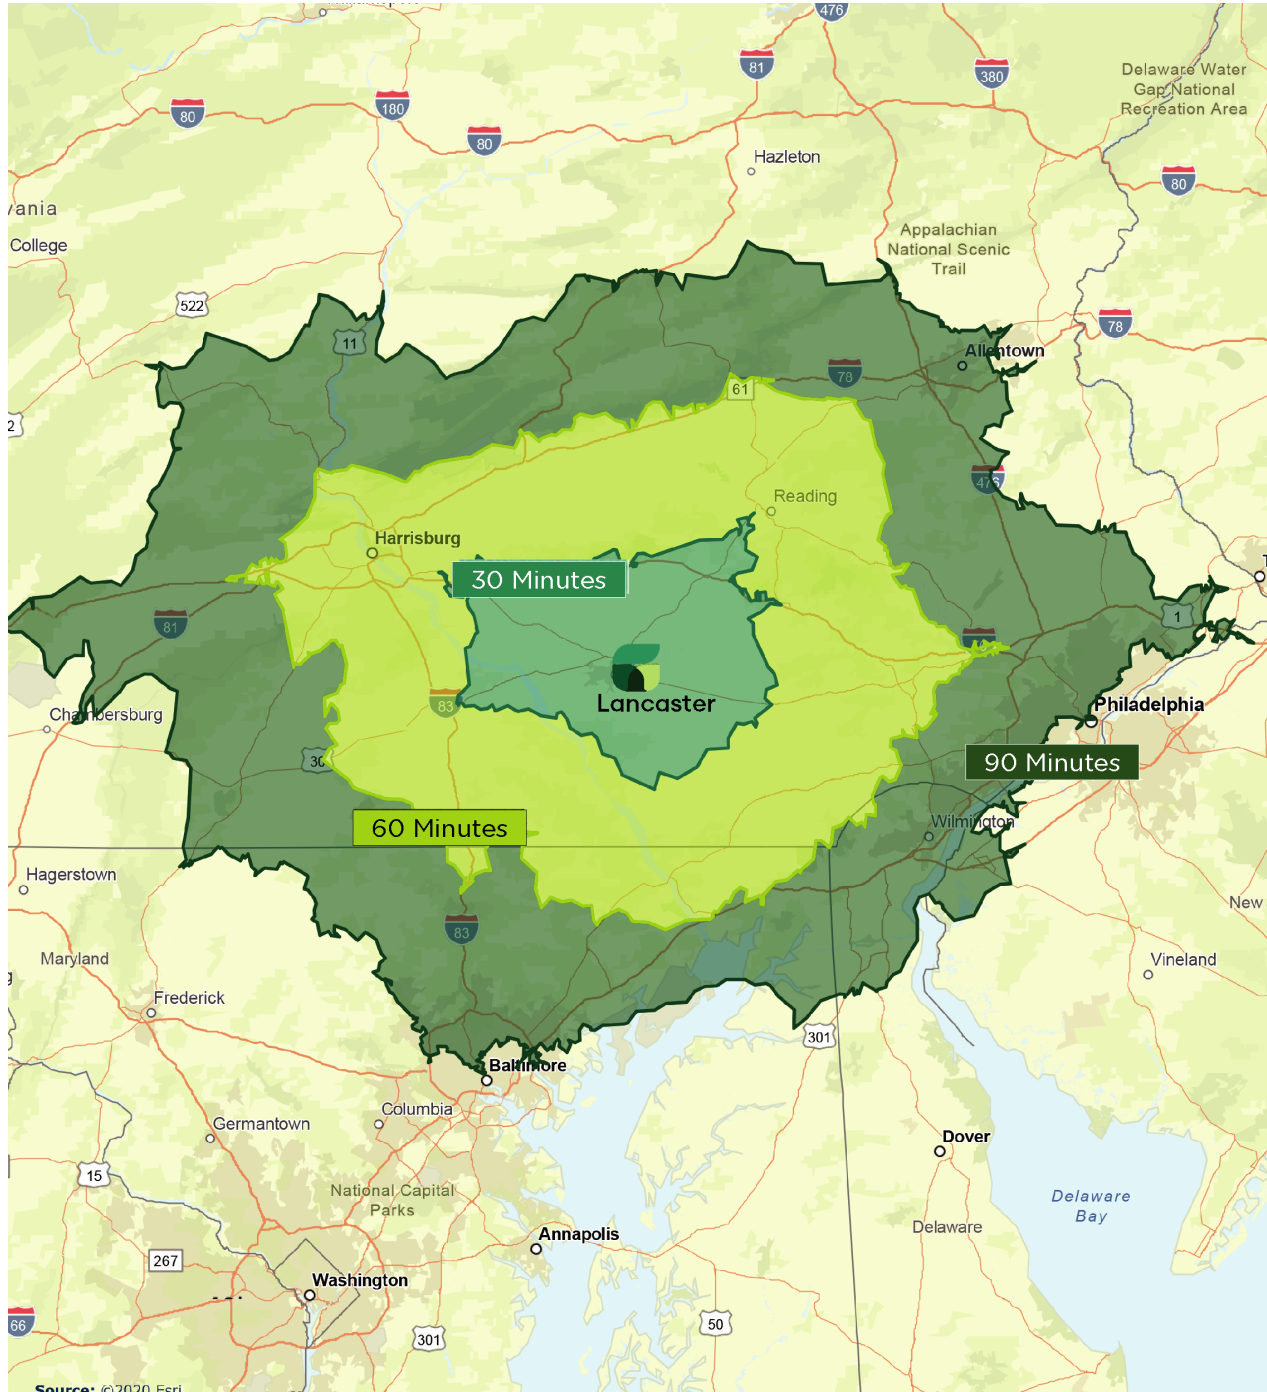 476
81
380
Delaware Water
Gap National
Recreation Area
80
180
80
Hazleton
80
vania
College
Appalachian
National Scenic
Trail
522
78
11
Allentown
78
61
2
476
Reading
Harrisburg
30 Minutes
81
1
83
Lancaster
Chambersburg
Philadelphia
30
90 Minutes
60 Minutes
Wilmington
Hagerstown
New
83
Maryland
Vineland
Frederick
301
Baltimore
Columbia
Germantown
Dover
15
National Capital
Parks
Delaware
Bay
Delaware
Annapolis
267
Washington
66
301
50
Source: ©2020 Esri